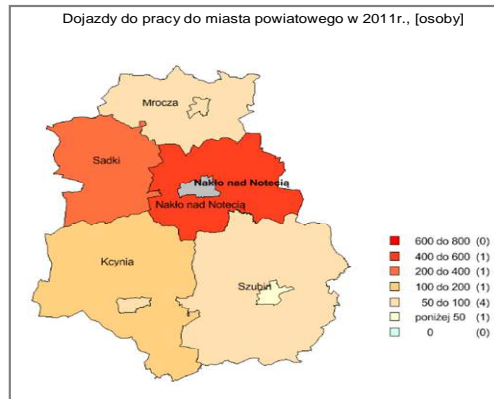 Dojazdy do pracy do miasta powiatowego w 2011r., [osoby]
Mrocza
Sadki
Nakło nad Notecią
Nakło nad Notecią
Kcynia
Szubin
600 do 800 (0)
400 do 600 (1)
200 do 400 (1)
100 do 200 (1)
50 do 100 (4)
poniżej 50 (1)
0 (0)